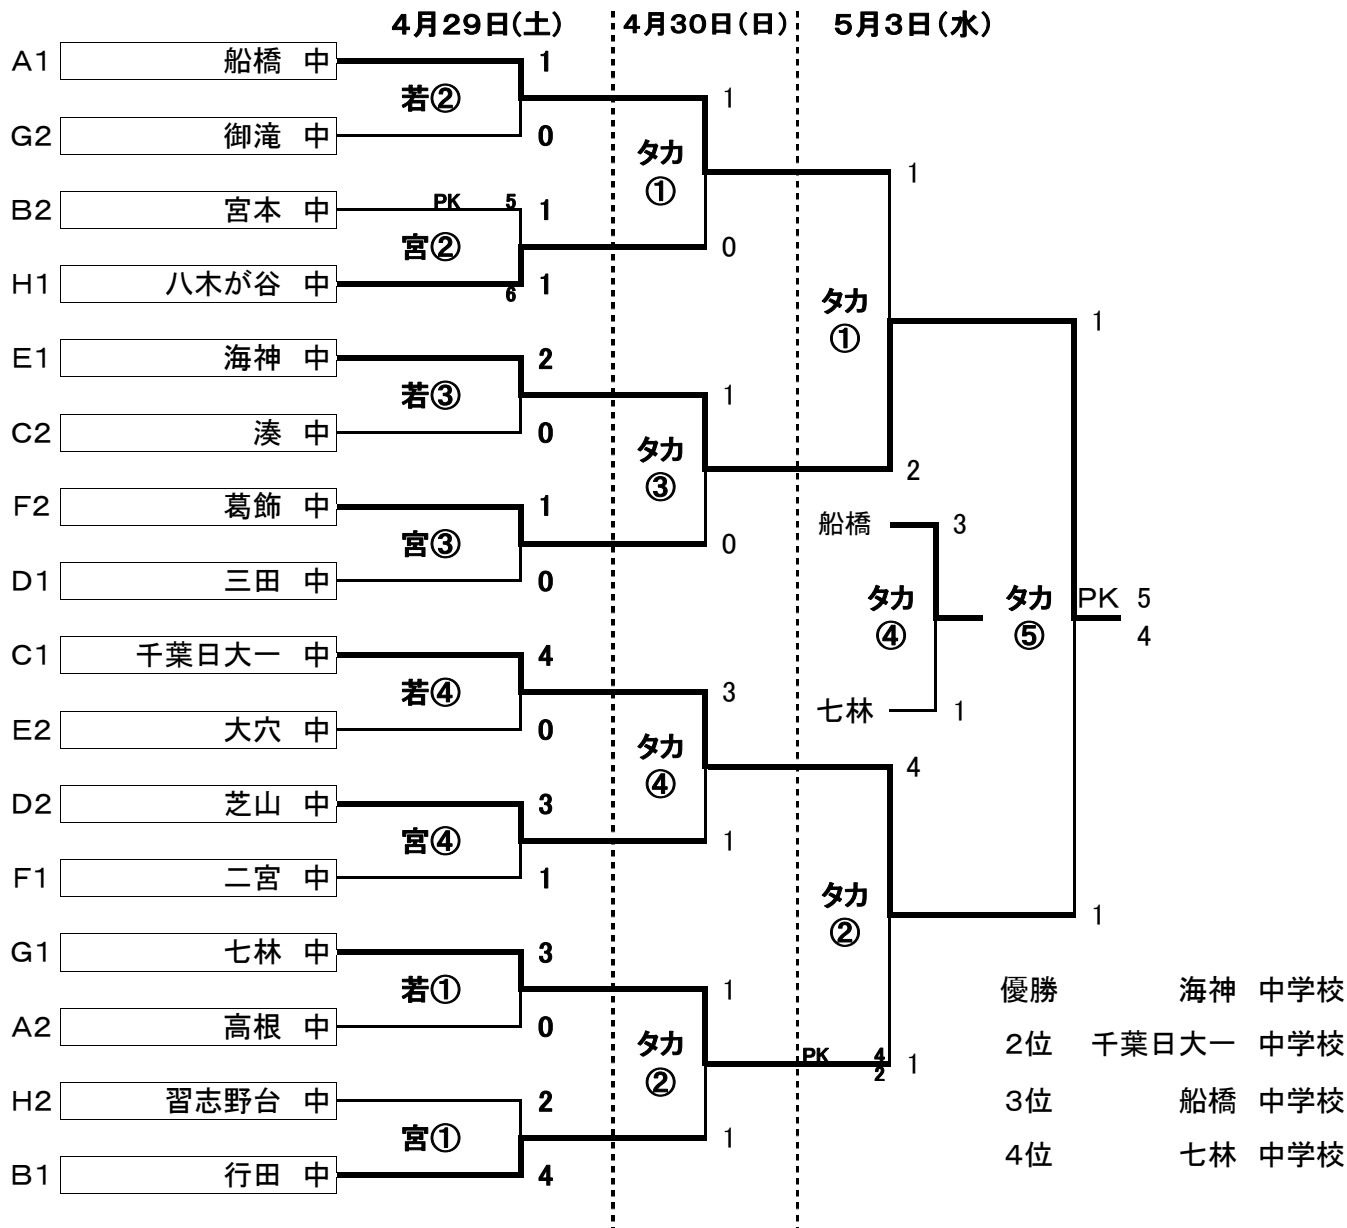 4月29日(土) 4月30日(日) 5月3日(水)
A1 船橋 中 1
若② 1
G2 御滝 中 0
タカ
① 1
B2 宮本 中 PK 5 1
宮② 0
H1 八木が谷 中 6 1
タカ
① 1
E1 海神 中 2
若③ 1
C2 湊 中 0
タカ
③ 2
F2 葛飾 中 1
船橋 3
宮③ 0
D1 三田 中 0
タカ タカ PK 5
④ ⑤ 4
C1 千葉日大一 中 4
若④ 3
七林 1
E2 大穴 中 0
タカ
④ 4
D2 芝山 中 3
宮④ 1
F1 二宮 中 1
タカ
② 1
G1 七林 中 3
若① 1
優勝 海神 中学校
A2 高根 中 0
タカ
② PK 4 2 1
2位 千葉日大一 中学校
H2 習志野台 中 2
3位 船橋 中学校
宮① 1
4位 七林 中学校
B1 行田 中 4